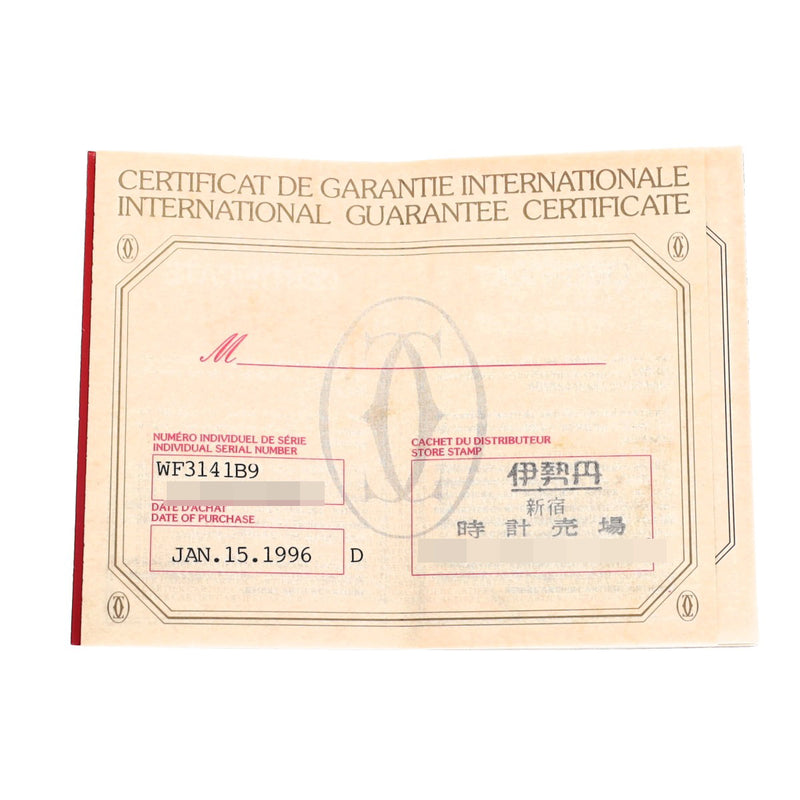 CERTIFICAT DE GARANTIE INTERNATIONALE
INTERNATIONAL GUARANTEE CERTIFICATE
M
NUMÉRO INDIVIDUEL DE SÉRIE
INDIVIDUAL SERIAL NUMBER
WF3141B9
DATE D'ACHAT
DATE OF PURCHASE
JAN.15.1996 D
CACHET DU DISTRIBUTEUR
STORE STAMP
伊勢丹
新宿
時計売場